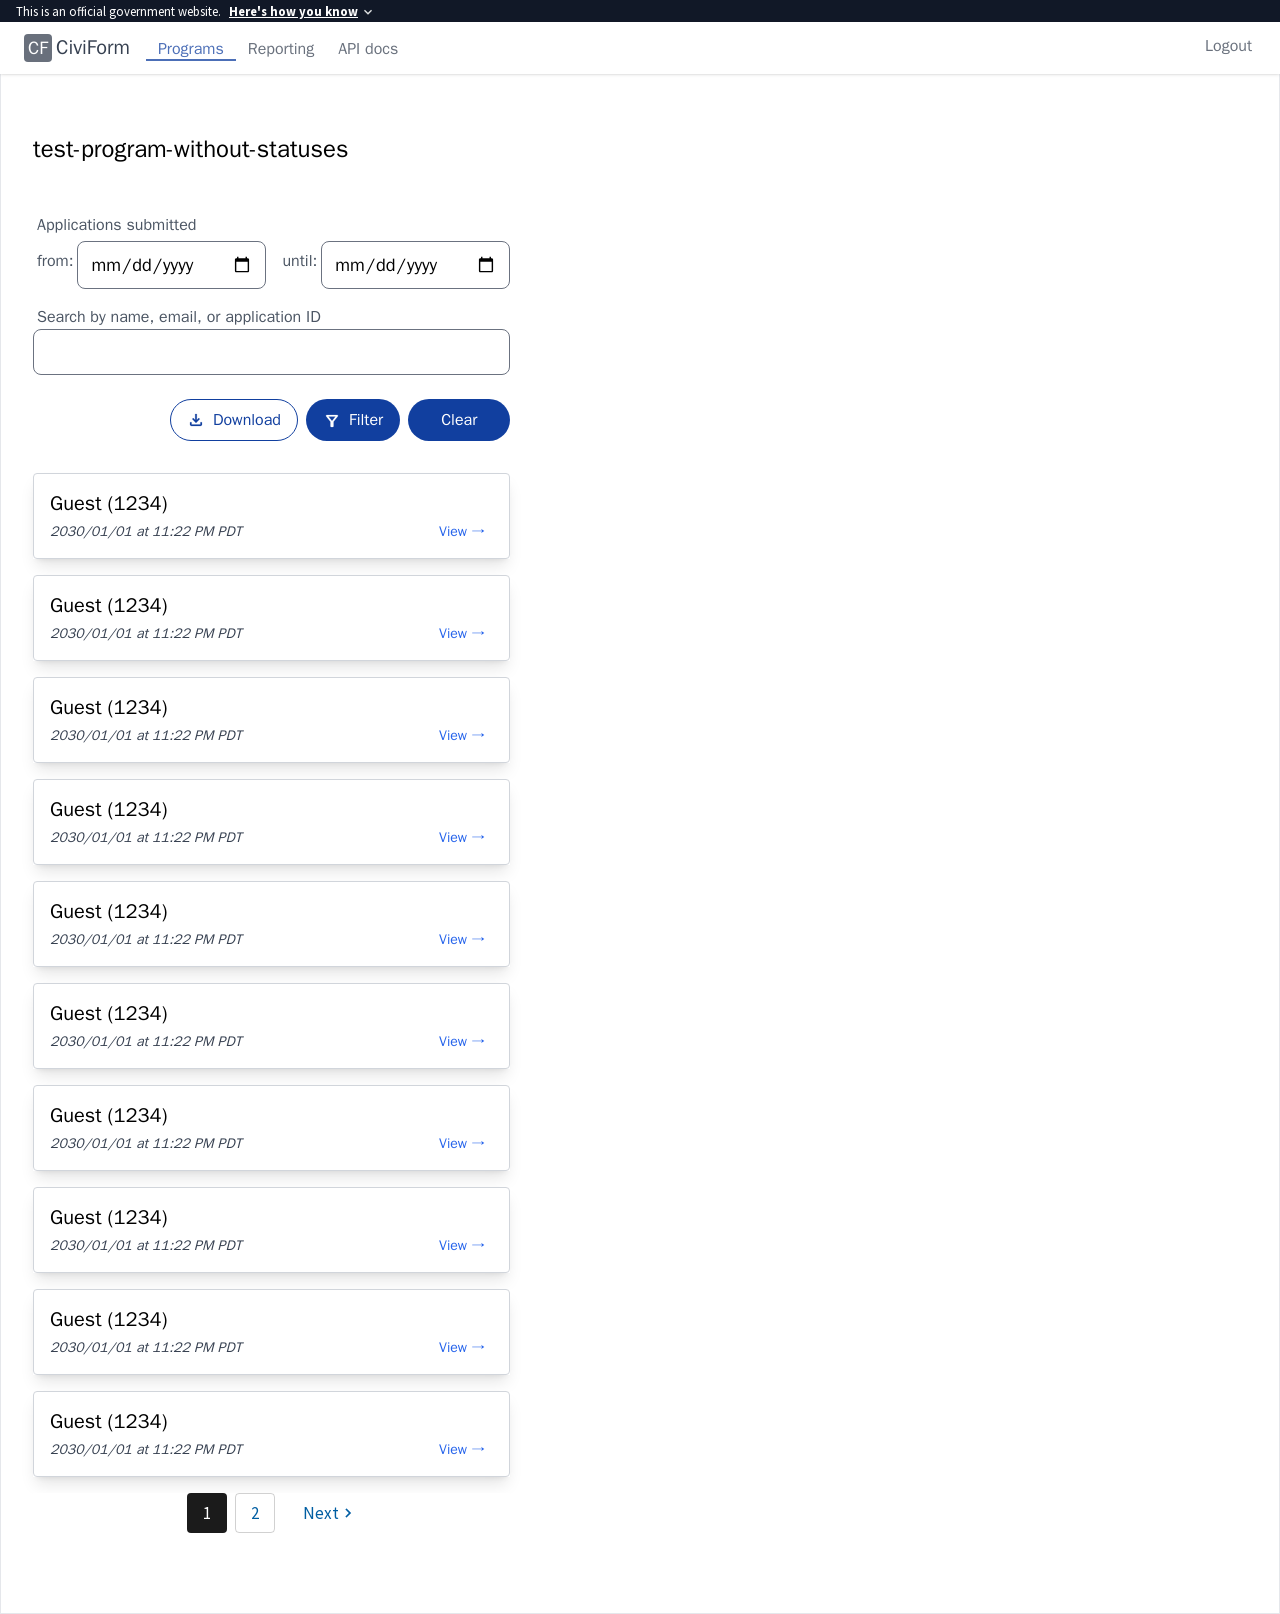 This is an official government website. Here's how you know
CF CiviForm Programs Reporting API docs Logout
test-program-without-statuses
Applications submitted
from: mm/dd/yyyy until: mm/dd/yyyy
Search by name, email, or application ID
Download Filter Clear
Guest (1234)
2030/01/01 at 11:22 PM PDT View →
Guest (1234)
2030/01/01 at 11:22 PM PDT View →
Guest (1234)
2030/01/01 at 11:22 PM PDT View →
Guest (1234)
2030/01/01 at 11:22 PM PDT View →
Guest (1234)
2030/01/01 at 11:22 PM PDT View →
Guest (1234)
2030/01/01 at 11:22 PM PDT View →
Guest (1234)
2030/01/01 at 11:22 PM PDT View →
Guest (1234)
2030/01/01 at 11:22 PM PDT View →
Guest (1234)
2030/01/01 at 11:22 PM PDT View →
Guest (1234)
2030/01/01 at 11:22 PM PDT View →
1 2 Next